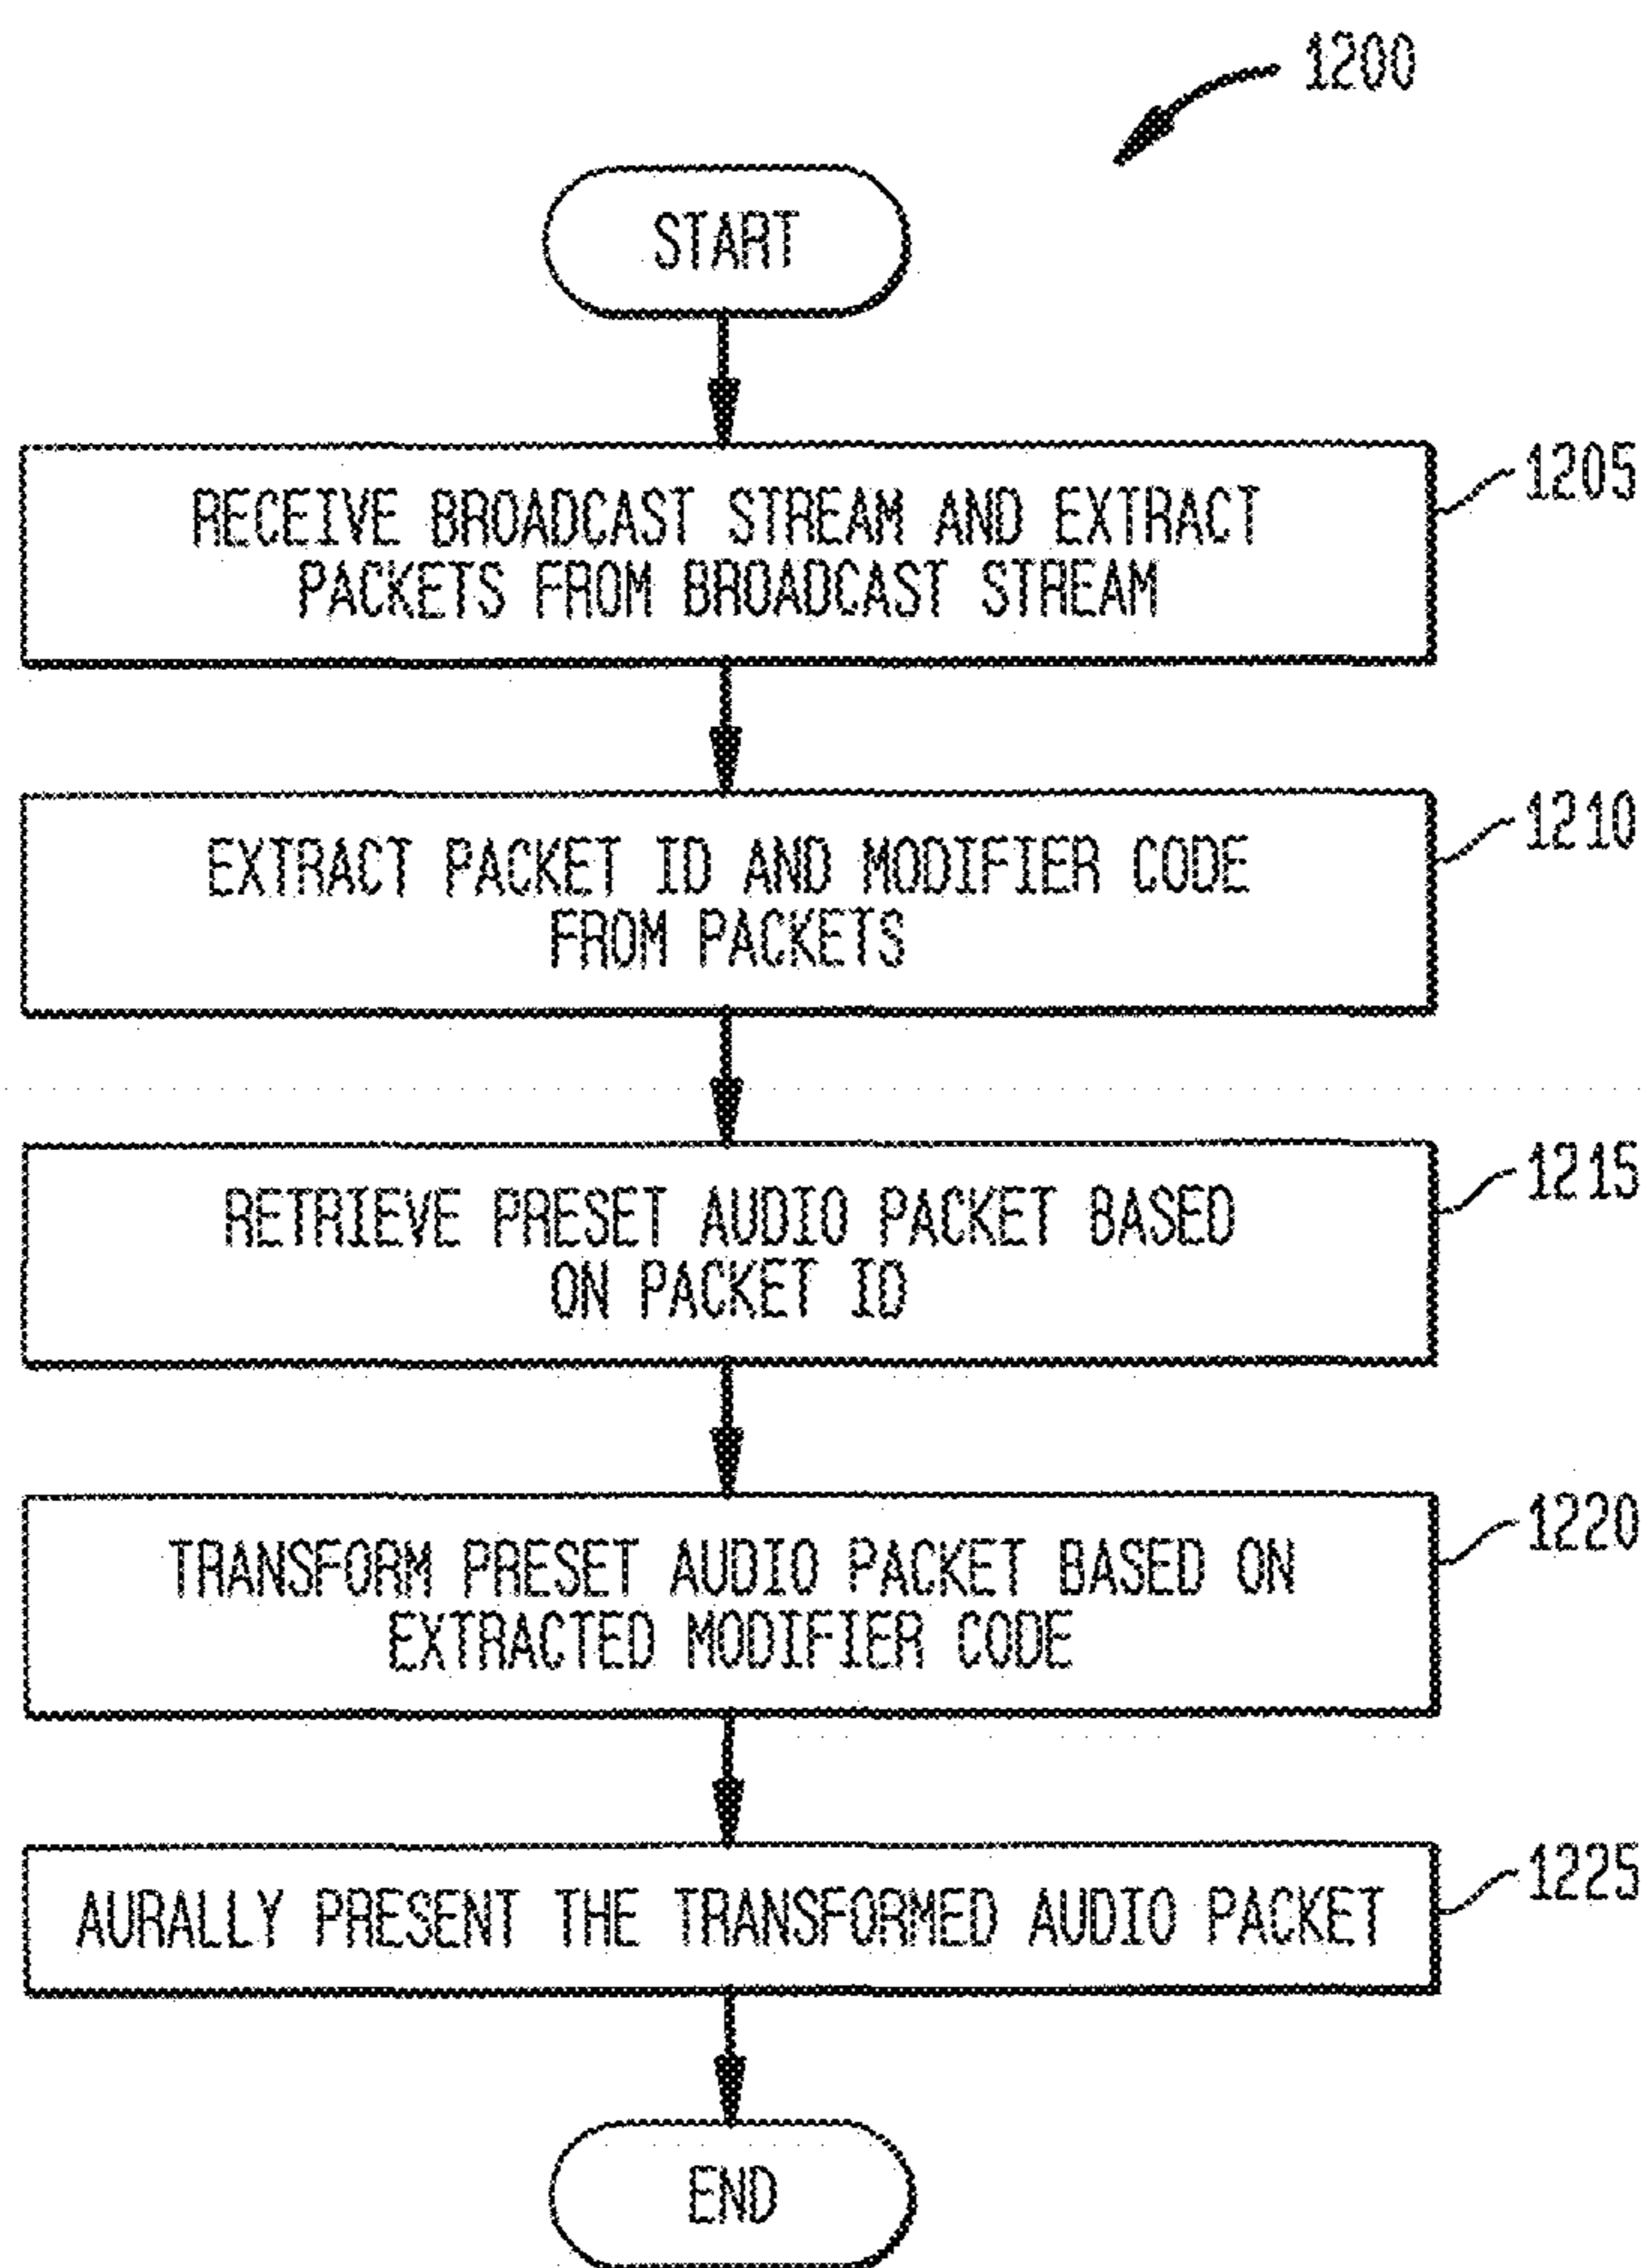 1200
START
RECEIVE BROADCAST STREAM AND EXTRACT
PACKETS FROM BROADCAST STREAM
1205
EXTRACT PACKET ID AND MODIFIER CODE
FROM PACKETS
1210
RETRIEVE PRESET AUDIO PACKET BASED
ON PACKET ID
1215
TRANSFORM PRESET AUDIO PACKET BASED ON
EXTRACTED MODIFIER CODE
1220
AURALLY PRESENT THE TRANSFORMED AUDIO PACKET
1225
END